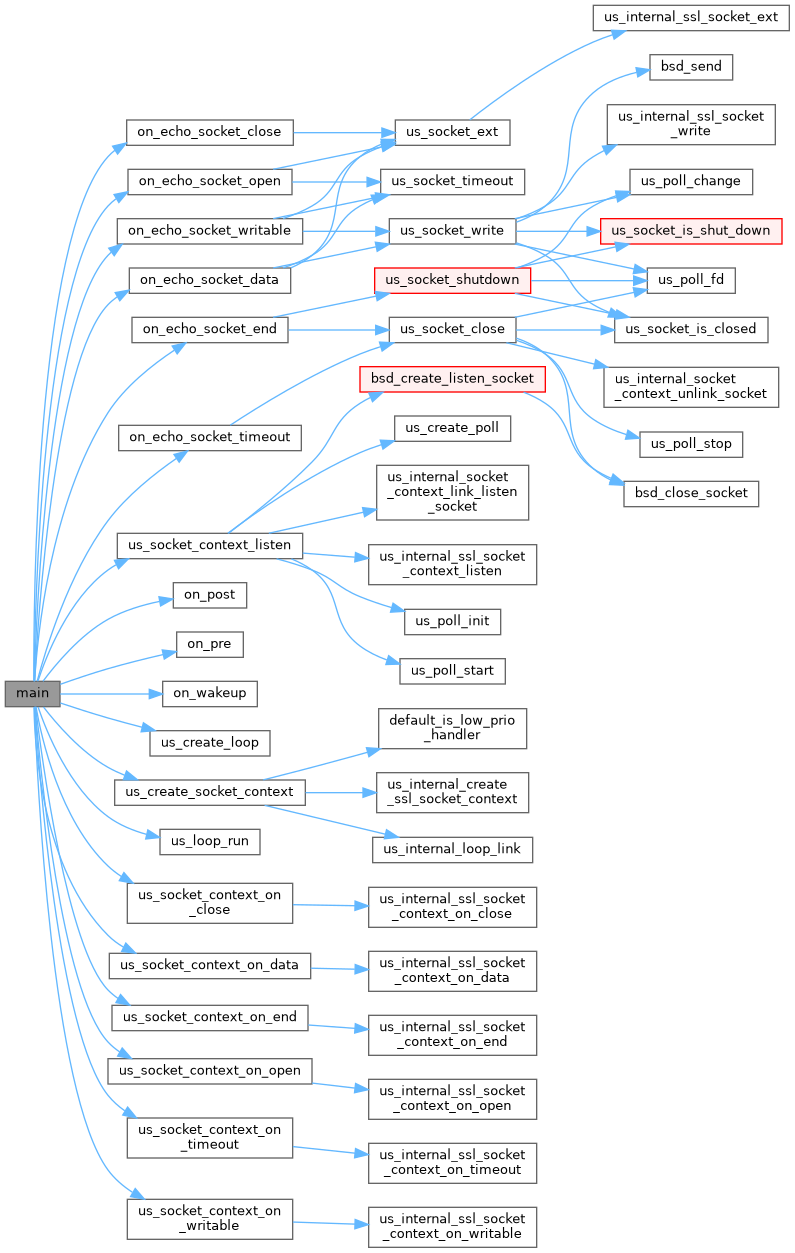 us_internal_ssl_socket_ext
bsd_send
us_internal_ssl_socket
_write
on_echo_socket_close
us_socket_ext
on_echo_socket_open
us_socket_timeout
us_poll_change
on_echo_socket_writable
us_socket_write
us_socket_is_shut_down
on_echo_socket_data
us_socket_shutdown
us_poll_fd
on_echo_socket_end
us_socket_close
us_socket_is_closed
bsd_create_listen_socket
us_internal_socket
_context_unlink_socket
on_echo_socket_timeout
us_create_poll
us_poll_stop
us_internal_socket
_context_link_listen
_socket
bsd_close_socket
us_socket_context_listen
us_internal_ssl_socket
_context_listen
on_post
us_poll_init
on_pre
us_poll_start
main
on_wakeup
us_create_loop
default_is_low_prio
_handler
us_create_socket_context
us_internal_create
_ssl_socket_context
us_loop_run
us_internal_loop_link
us_socket_context_on
_close
us_internal_ssl_socket
_context_on_close
us_socket_context_on_data
us_internal_ssl_socket
_context_on_data
us_socket_context_on_end
us_internal_ssl_socket
_context_on_end
us_socket_context_on_open
us_internal_ssl_socket
_context_on_open
us_socket_context_on
_timeout
us_internal_ssl_socket
_context_on_timeout
us_socket_context_on
_writable
us_internal_ssl_socket
_context_on_writable